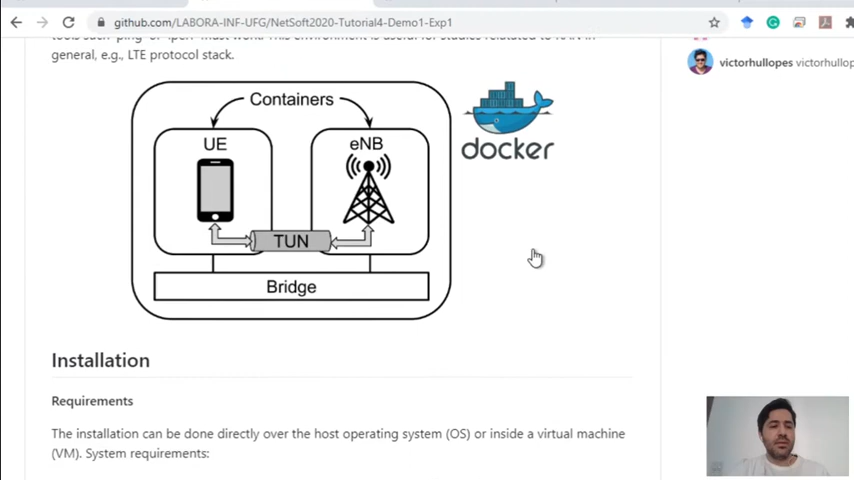 github.com/LABORA-INF-UFG/NetSoft2020-Tutorial4-Demo1-Exp1
general, e.g., LTE protocol stack.
victorhullopes victorhullopes
Containers
UE
eNB
docker
TUN
Bridge
Installation
Requirements
The installation can be done directly over the host operating system (OS) or inside a virtual machine
(VM). System requirements: